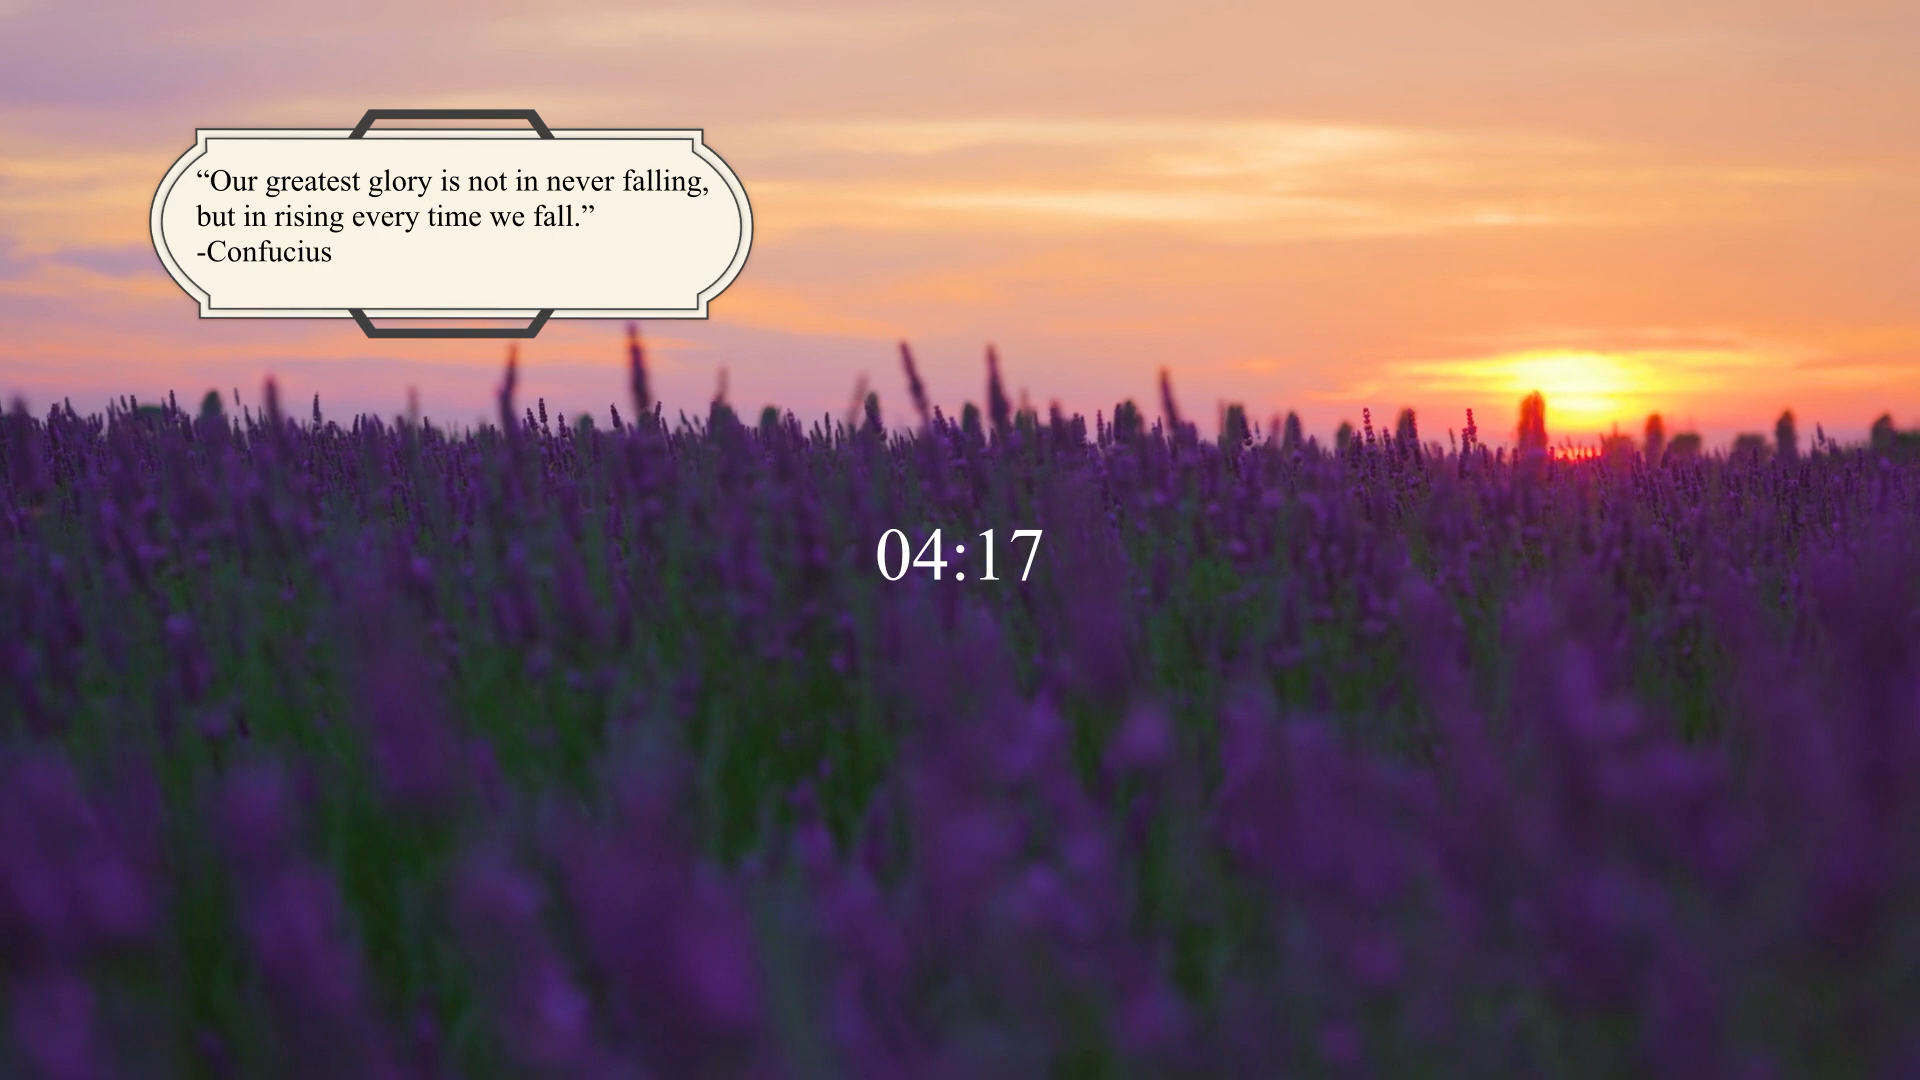 “Our greatest glory is not in never falling,
but in rising every time we fall.”
-Confucius
04:17